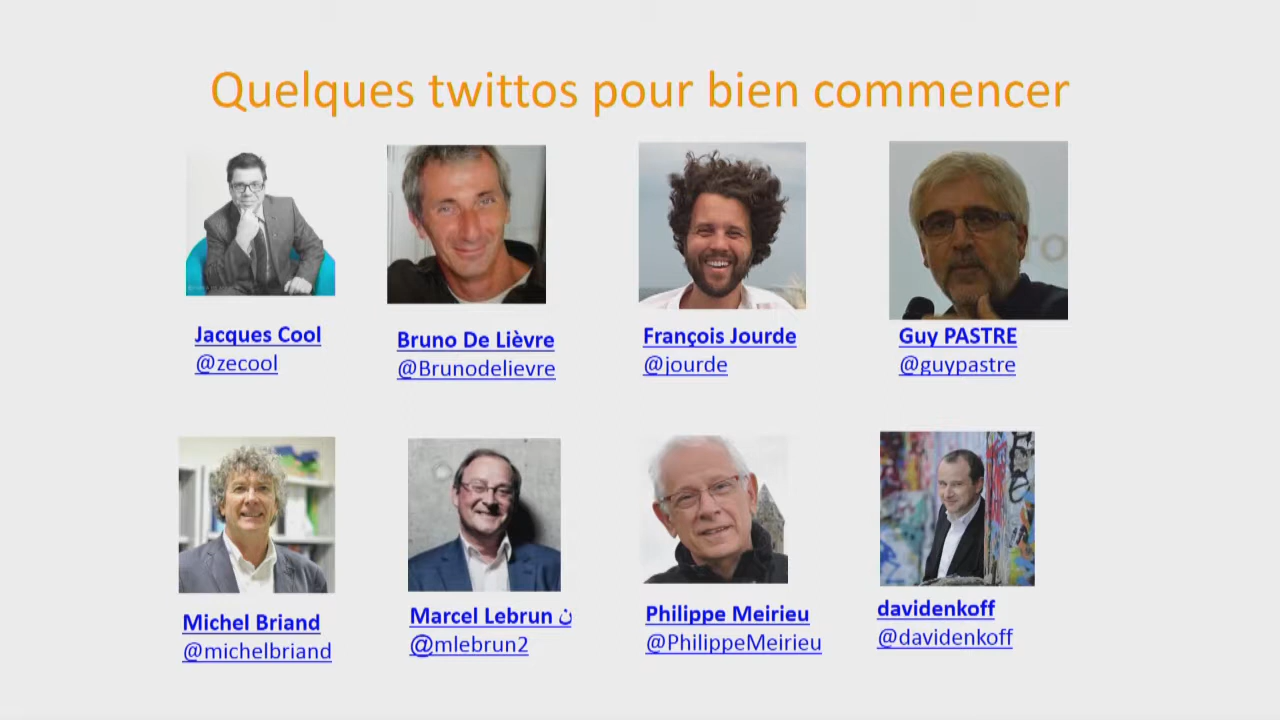 Quelques twittos pour bien commencer
Jacques Cool
@zecool
Bruno De Lièvre
@Brunodelievre
François Jourde
@jourde
Guy PASTRE
@guypastre
Michel Briand
@michelbriand
Marcel Lebrun ن
@mlebrun2
Philippe Meirieu
@PhilippeMeirieu
davidenkoff
@davidenkoff